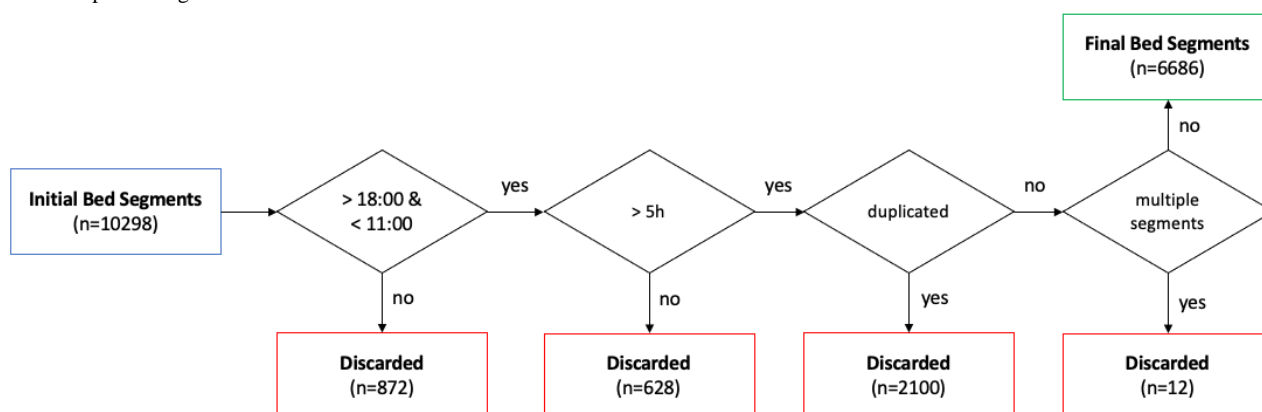 Final Bed Segments
(n=6686)
no
Initial Bed Segments
(n=10298)
> 18:00 &
< 11:00
yes
> 5h
yes
duplicated
no
multiple
segments
no
no
yes
yes
Discarded
(n=872)
Discarded
(n=628)
Discarded
(n=2100)
Discarded
(n=12)